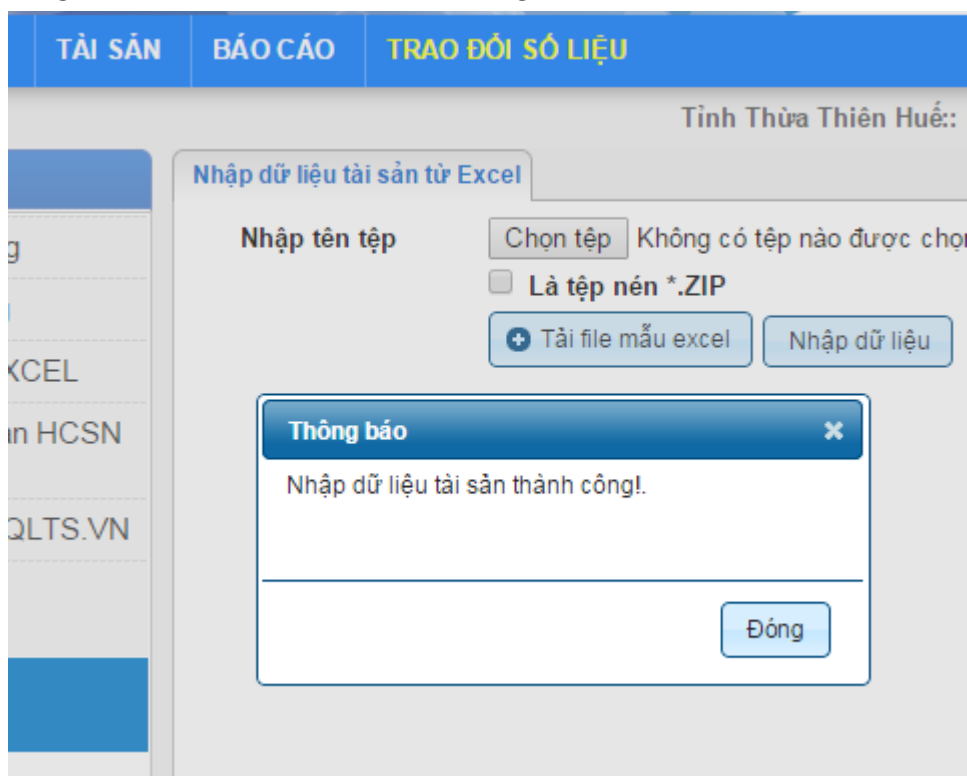 TÀI SẢN BÁO CÁO TRAO ĐỔI SỐ LIỆU
Tỉnh Thừa Thiên Huế::
Nhập dữ liệu tài sản từ Excel
Nhập tên tệp Chọn tệp Không có tệp nào được
Là tệp nén *.ZIP
Tải file mẫu excel Nhập dữ liệu
HCSN
Thông báo
Nhập dữ liệu tài sản thành công!.
QLTS.VN
Đóng